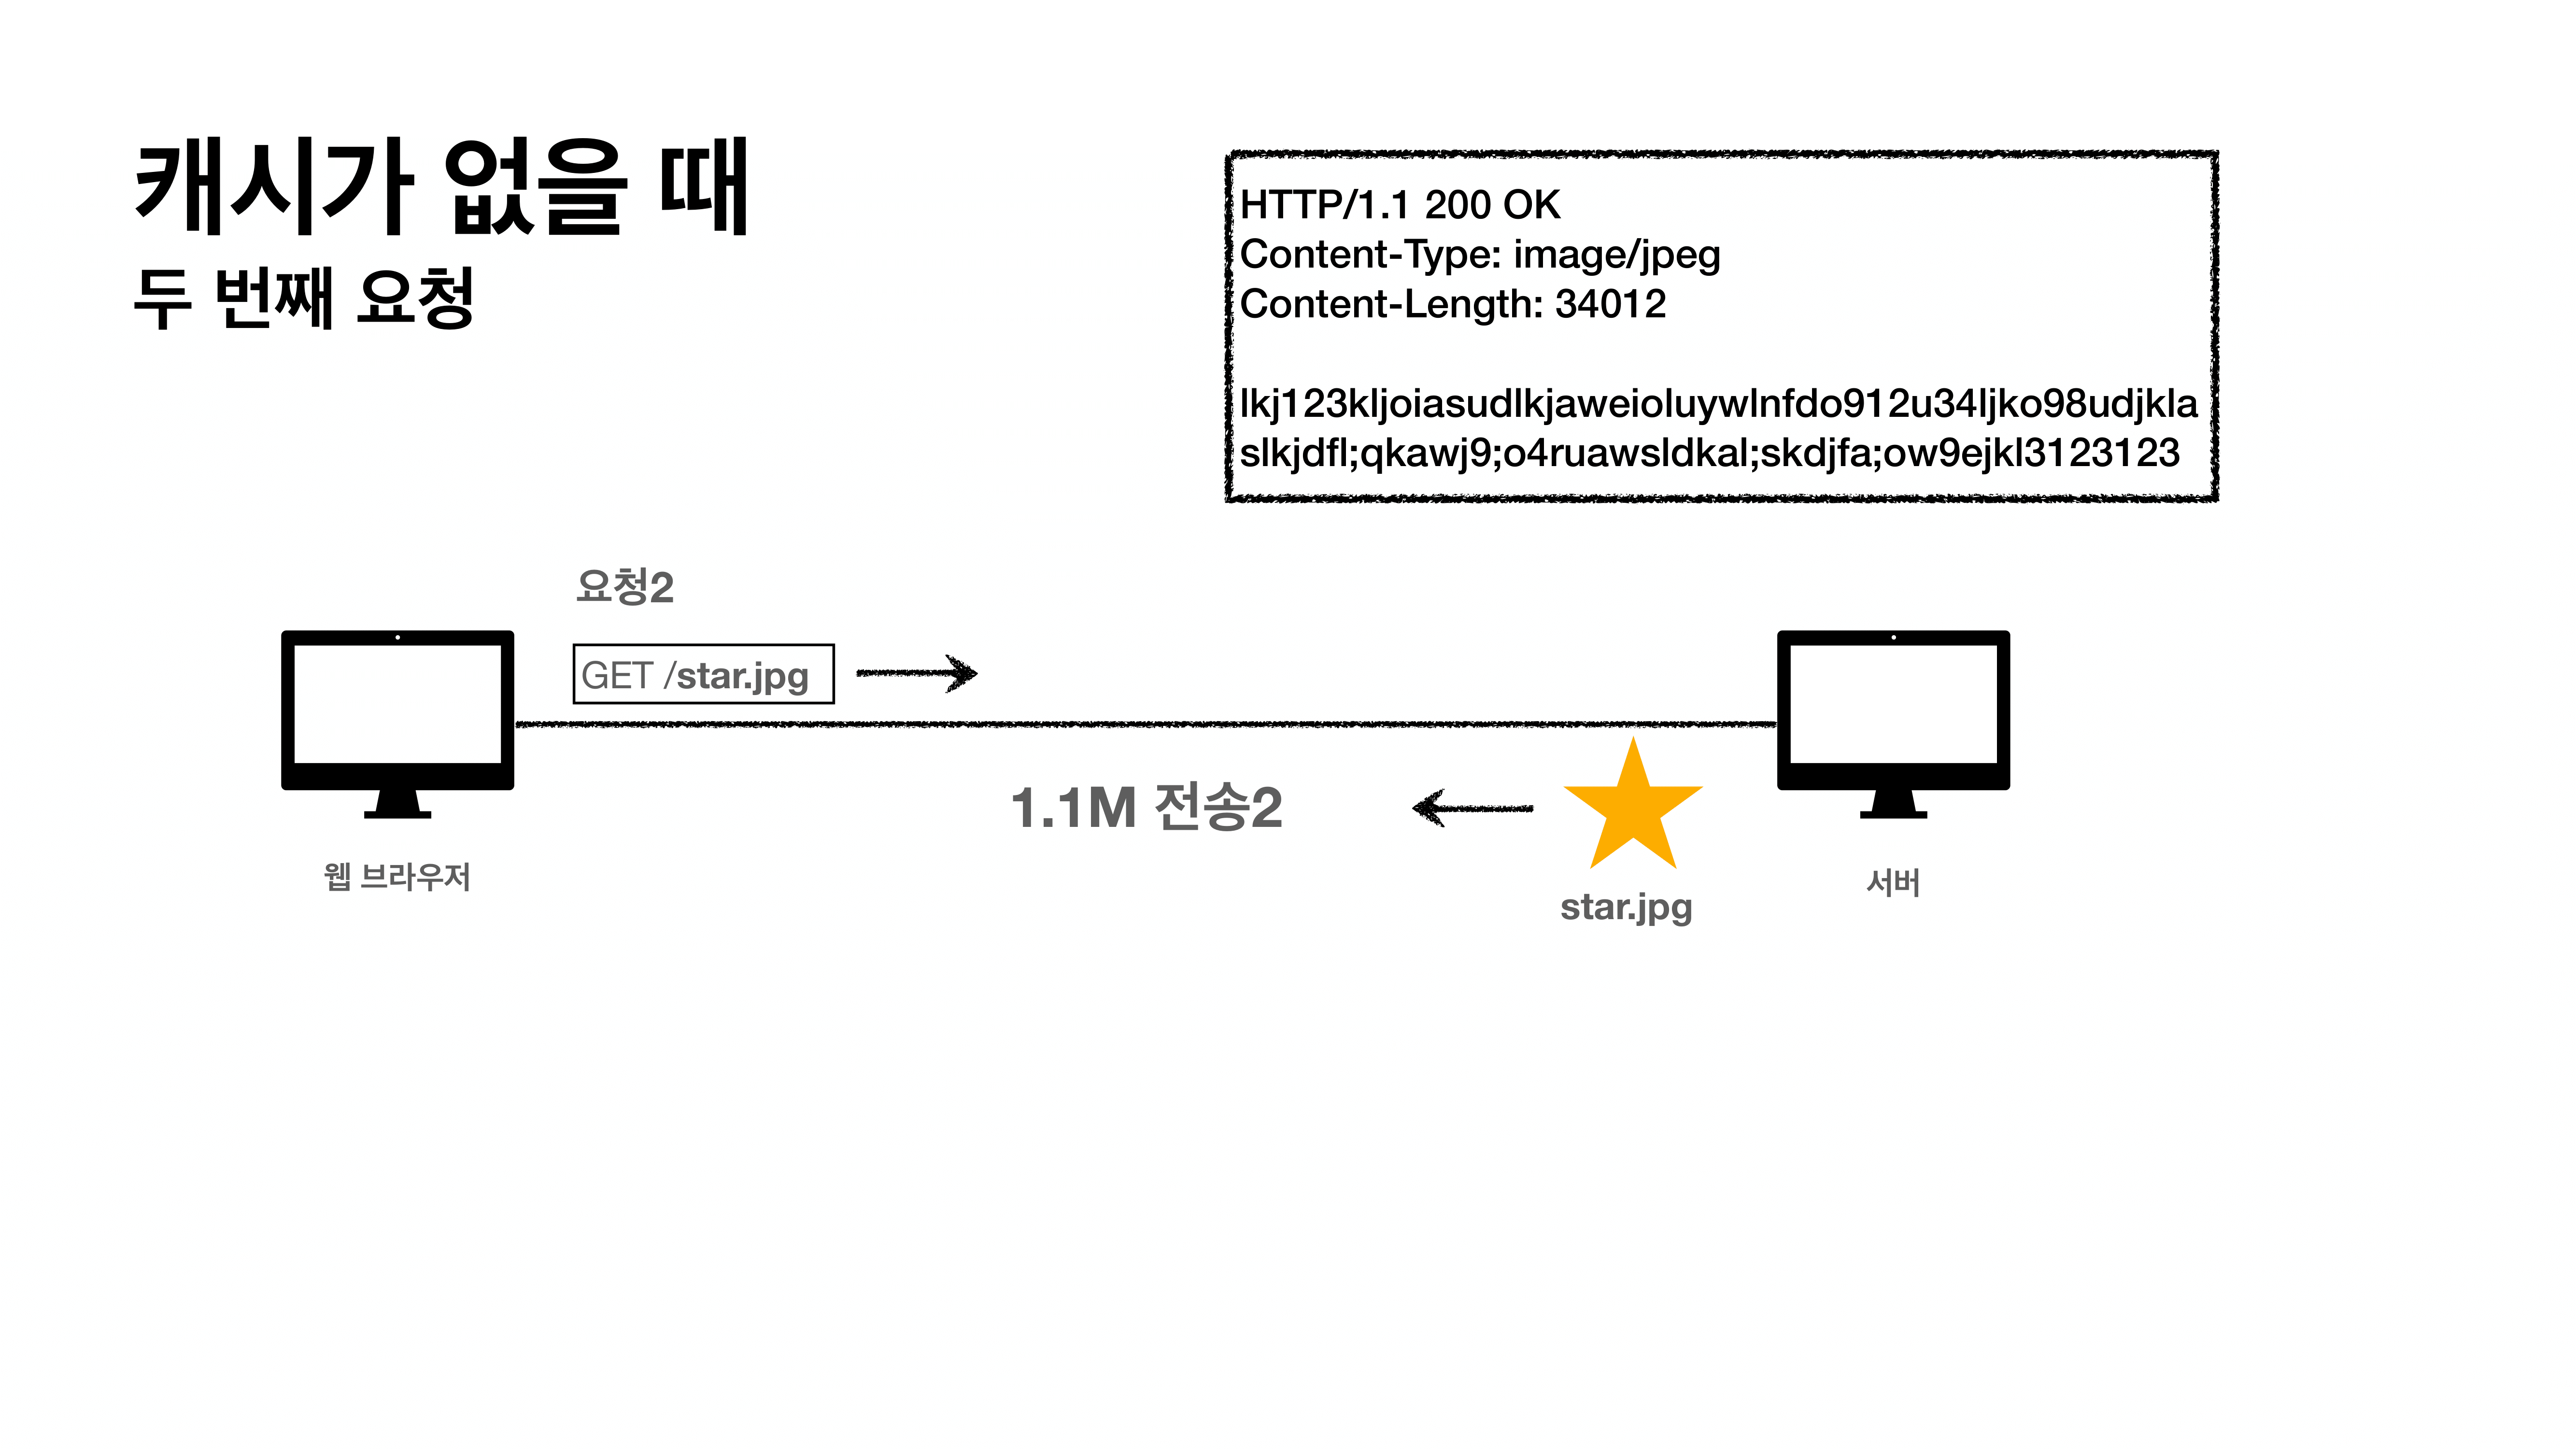 캐시가 없을 때
두 번째 요청
HTTP/1.1 200 OK
Content-Type: image/jpeg
Content-Length: 34012
lkj123kljoiasudlkjaweioluywlnfdo912u34ljko98udjkla
slkjdfl;qkawj9;o4ruawsldkal;skdjfa;ow9ejkl3123123
요청2
GET /star.jpg
1.1M 전송2
웹 브라우저
star.jpg
서버